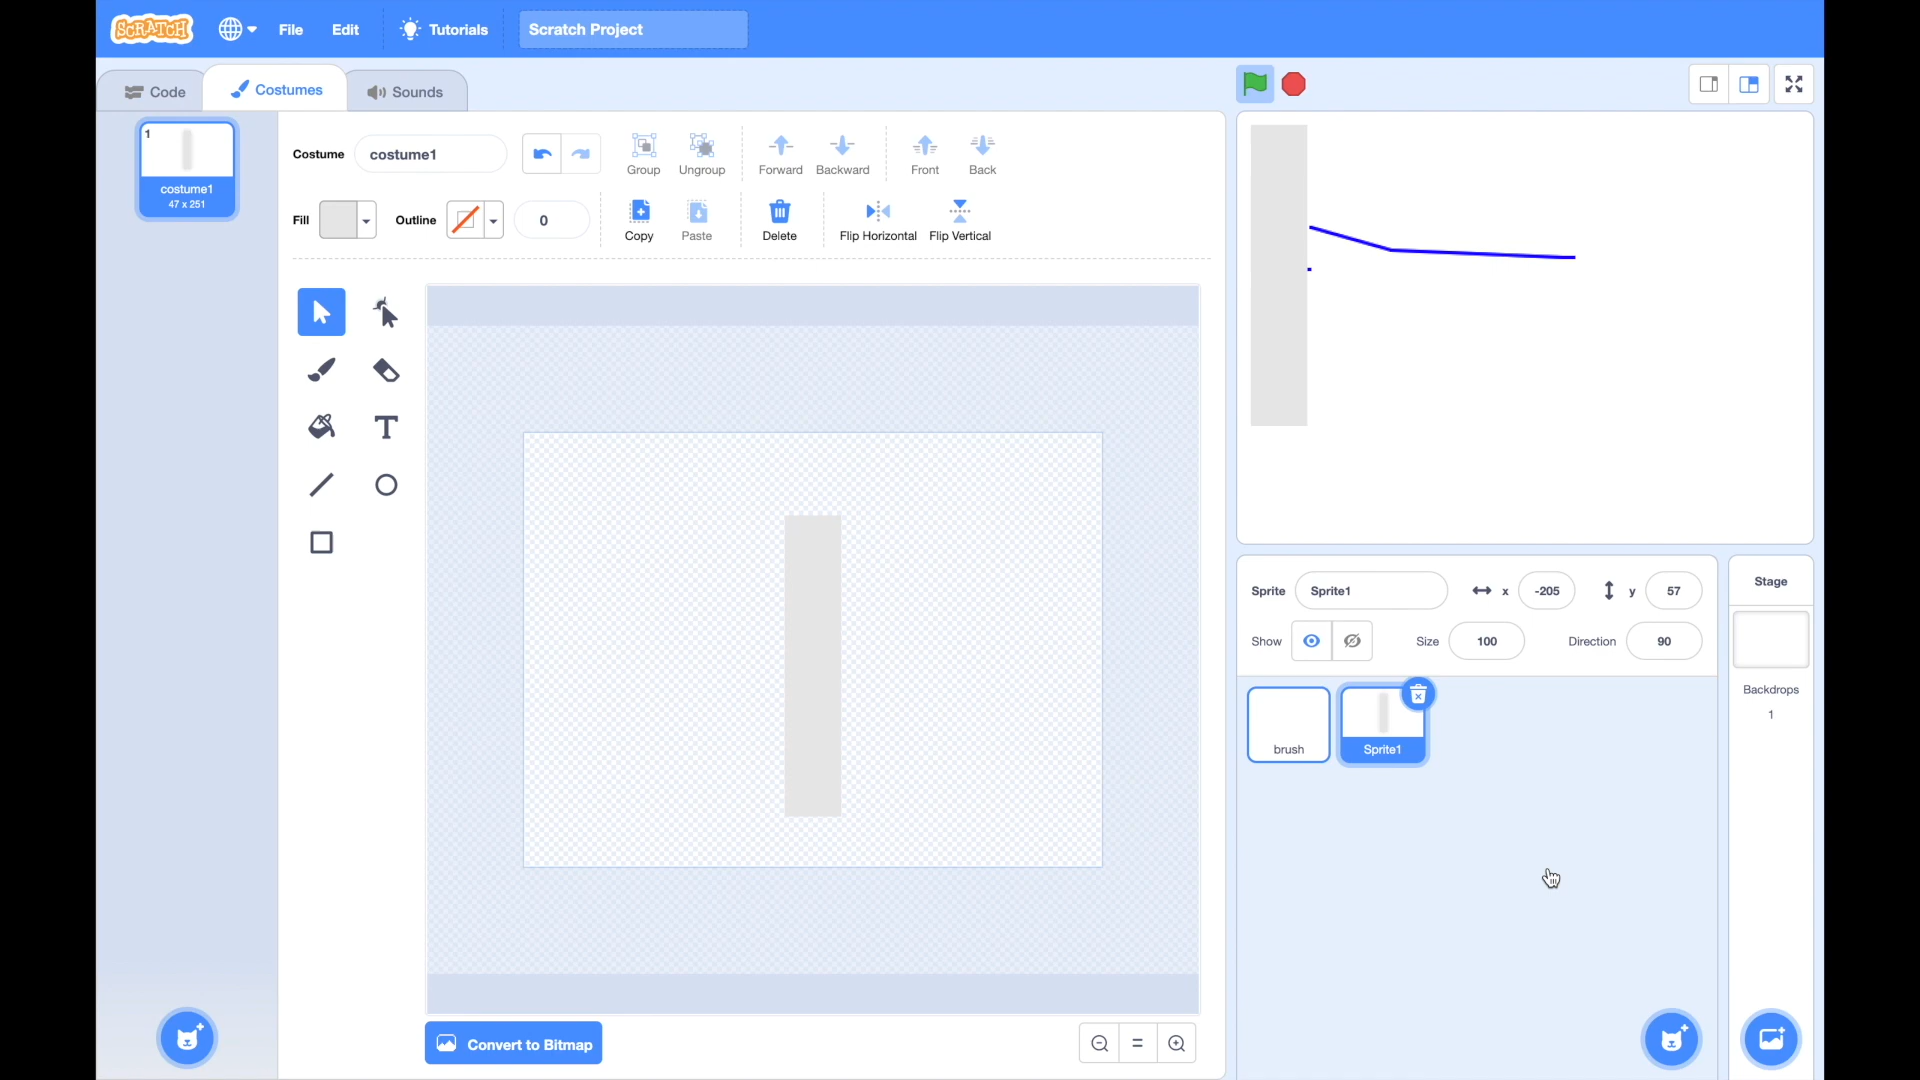 SCRATCH File Edit Tutorials Scratch Project
Code Costumes Sounds
1
costume1
47 x 251
Costume costume1
Group Ungroup Forward Backward Front Back
Fill Outline 0
Copy Paste Delete Flip Horizontal Flip Vertical
T
Convert to Bitmap
=
Sprite Sprite1 x -205 y 57
Show Size 100 Direction 90
brush
Sprite1
Stage
Backdrops
1